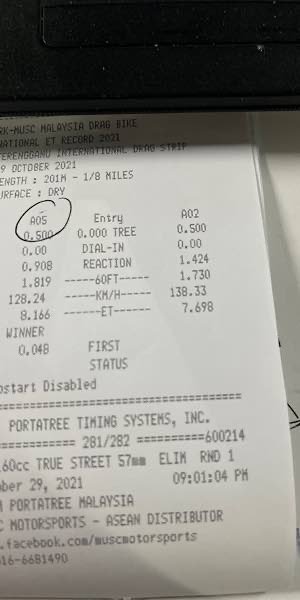 RK-MUSC MALAYSIA DRAG BIKE
NATIONAL ET RECORD 2021
TERENGGANU INTERNATIONAL DRAG STRIP
9 OCTOBER 2021
ENGTH : 201M - 1/8 MILES
URFACE : DRY
A05 Entry A02
0.500 0.000 TREE 0.500
0.00 DIAL-IN 0.00
0.908 REACTION 1.424
1.819 -----60FT----- 1.730
128.24 -----KM/H----- 138.33
8.166 ------ET------ 7.698
WINNER
0.048 FIRST
STATUS
ostart Disabled
=====================================
PORTATREE TIMING SYSTEMS, INC.
=========== 281/282 ==========600214
60cc TRUE STREET 57mm ELIM RND 1
ber 29, 2021 09:01:04 PM
PORTATREE MALAYSIA
C MOTORSPORTS - ASEAN DISTRIBUTOR
.facebook.com/muscmotorsports
16-6681490